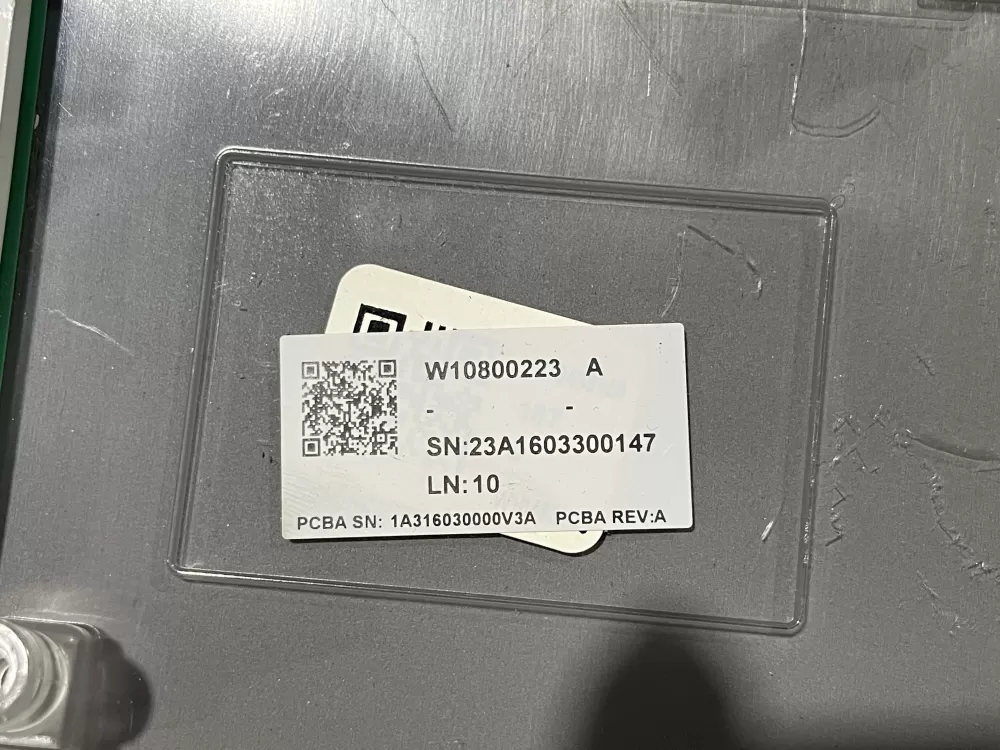 W10800223 A
- -
SN:23A1603300147
LN:10
PCBA SN: 1A316030000V3A PCBA REV:A